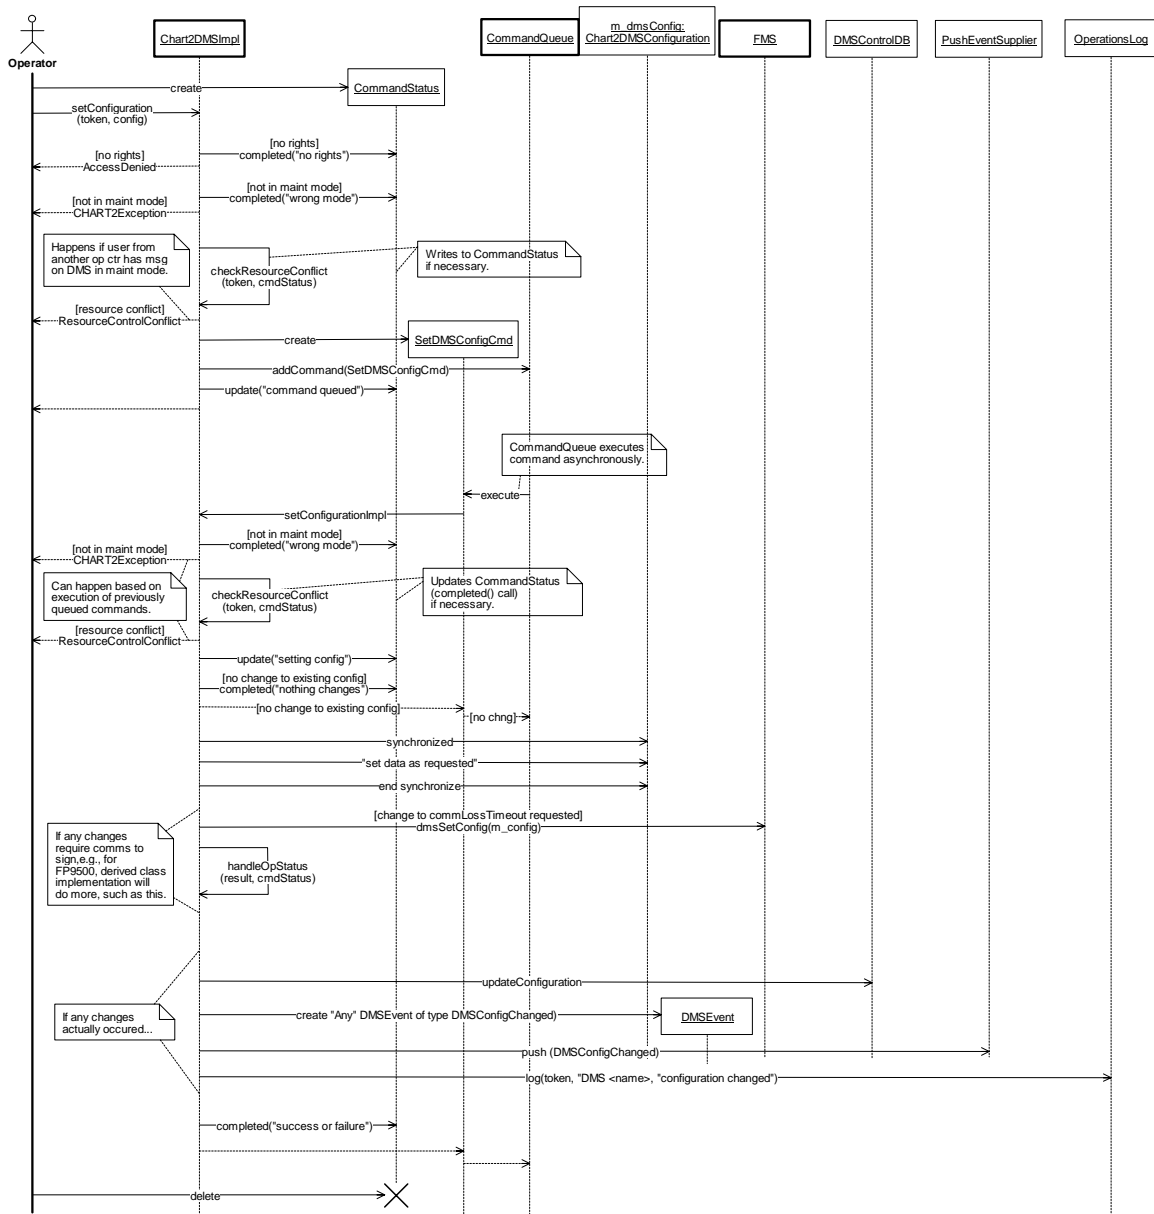 Operator
Chart2DMSImpl
CommandQueue
m_dmsConfig:
Chart2DMSConfiguration
FMS
DMSControlDB
PushEventSupplier
OperationsLog
create
CommandStatus
setConfiguration
(token, config)
[no rights]
completed("no rights")
[no rights]
AccessDenied
[not in maint mode]
completed("wrong mode")
[not in maint mode]
CHART2Exception
Happens if user from
another op ctr has msg
on DMS in maint mode.
checkResourceConflict
(token, cmdStatus)
Writes to CommandStatus
if necessary.
[resource conflict]
ResourceControlConflict
create
SetDMSConfigCmd
addCommand(SetDMSConfigCmd)
update("command queued")
CommandQueue executes
command asynchronously.
execute
setConfigurationImpl
[not in maint mode]
completed("wrong mode")
[not in maint mode]
CHART2Exception
Can happen based on
execution of previously
queued commands.
checkResourceConflict
(token, cmdStatus)
Updates CommandStatus
(completed() call)
if necessary.
[resource conflict]
ResourceControlConflict
update("setting config")
[no change to existing config]
completed("nothing changes")
[no change to existing config]
[no chng]
synchronized
"set data as requested"
end synchronize
[change to commLossTimeout requested]
dmsSetConfig(m_config)
If any changes
require comms to
sign,e.g., for
FP9500, derived class
implementation will
do more, such as this.
handleOpStatus
(result, cmdStatus)
updateConfiguration
If any changes
actually occured...
create "Any" DMSEvent of type DMSConfigChanged)
DMSEvent
push (DMSConfigChanged)
log(token, "DMS <name>, "configuration changed")
completed("success or failure")
delete